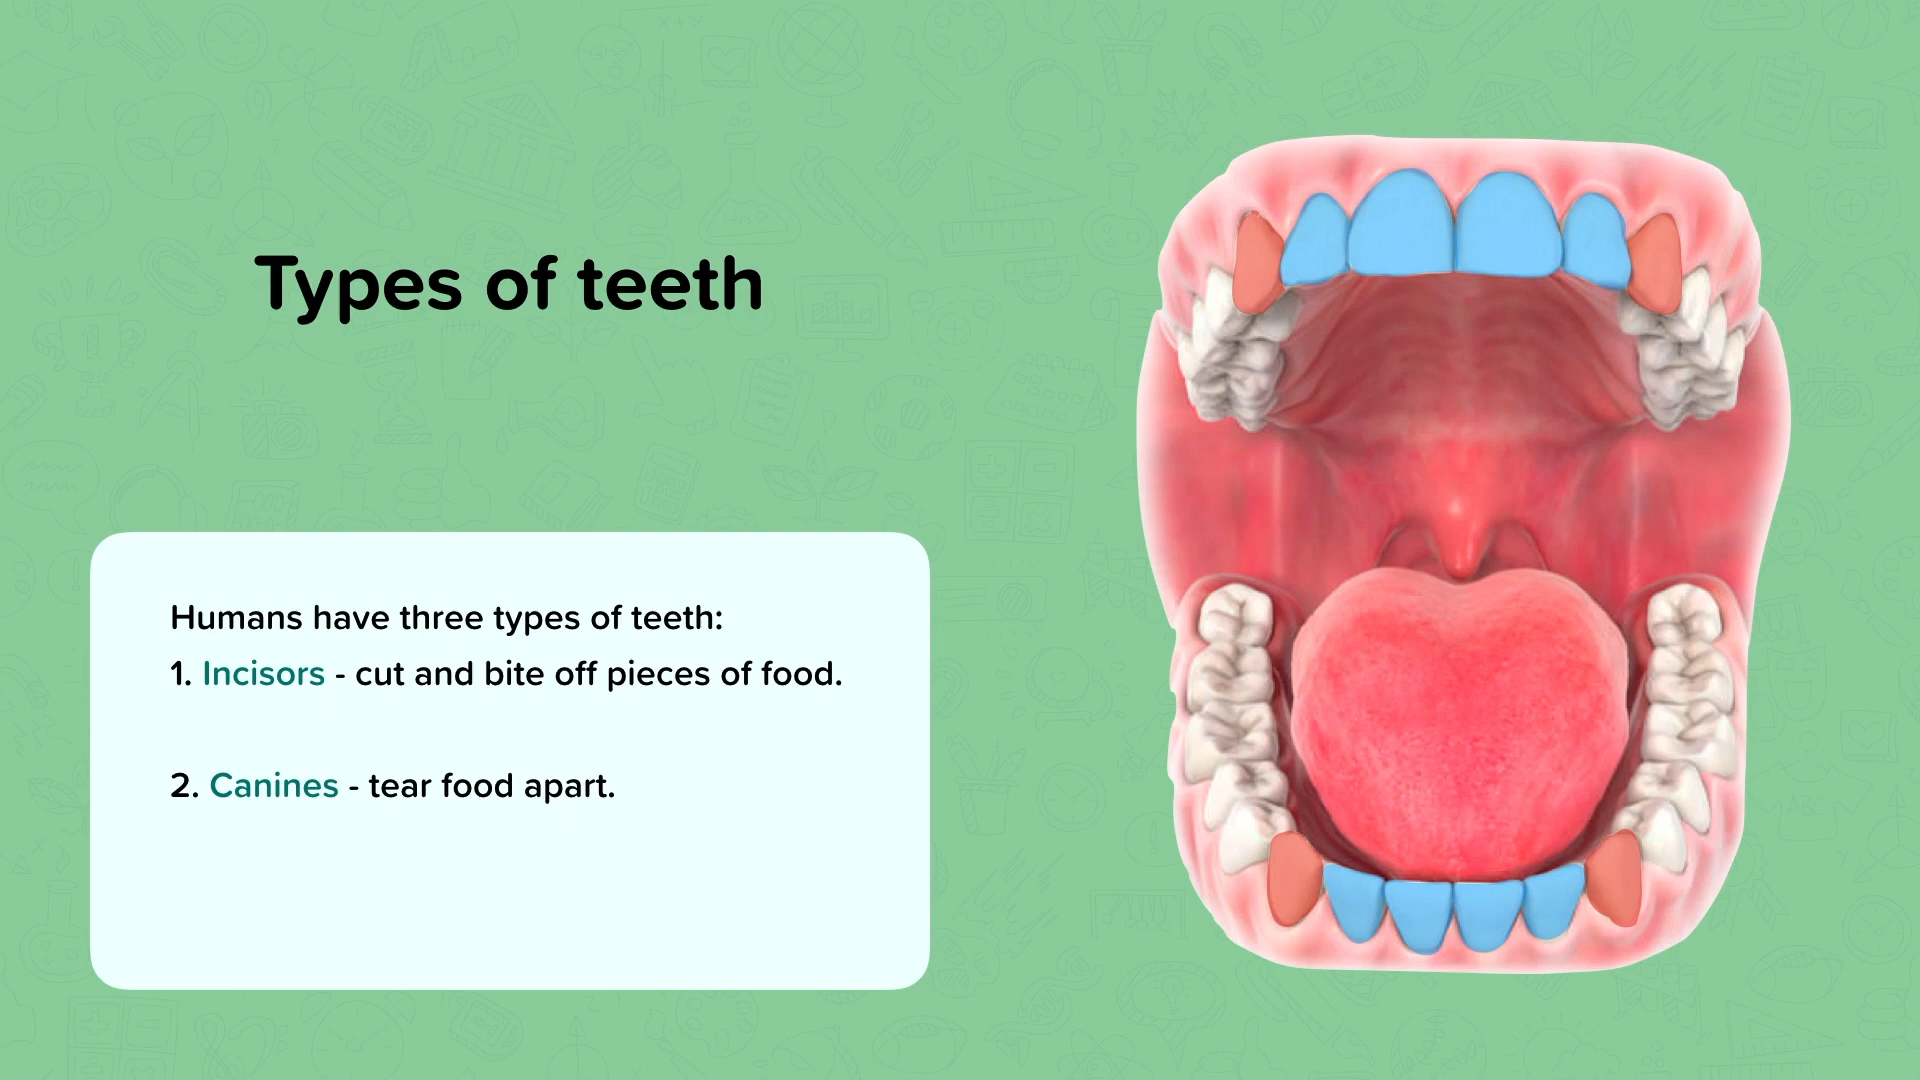 Types of teeth
Humans have three types of teeth:
1. Incisors - cut and bite off pieces of food.
2. Canines - tear food apart.